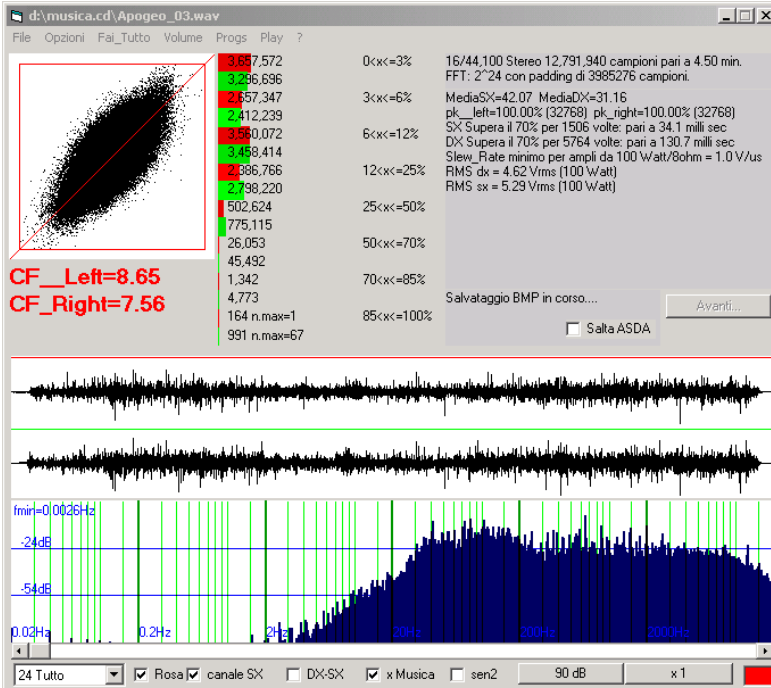 d:\musica.cd\Apogeo_03.wav
File Opzioni Fai_Tutto Volume Progs Play ?
3,657,572 0<x<=3%
3,296,696
2,657,347 3<x<=6%
2,412,239
3,560,072 6<x<=12%
3,458,414
2,386,766 12<x<=25%
2,798,220
502,624 25<x<=50%
775,115
26,053 50<x<=70%
45,492
1,342 70<x<=85%
4,773
164 n.max=1 85<x<=100%
991 n.max=67
16/44,100 Stereo 12,791,940 campioni pari a 4.50 min.
FFT: 2^24 con padding di 3985276 campioni.
MediaSX=42.07 MediaDX=31.16
pk__left=100.00% (32768) pk_right=100.00% (32768)
SX Supera il 70% per 1506 volte: pari a 34.1 milli sec
DX Supera il 70% per 5764 volte: pari a 130.7 milli sec
Slew_Rate minimo per ampli da 100 Watt/8ohm = 1.0 V/us
RMS dx = 4.62 Vrms (100 Watt)
RMS sx = 5.29 Vrms (100 Watt)
CF__Left=8.65
CF_Right=7.56
Salvataggio BMP in corso....
Avanti...
Salta ASDA
fmin=0.0026Hz
-24dB
-54dB
0.02Hz 0.2Hz 2Hz 20Hz 200Hz 2000Hz
24 Tutto Rosa canale SX DX-SX x Musica sen2 90 dB x 1